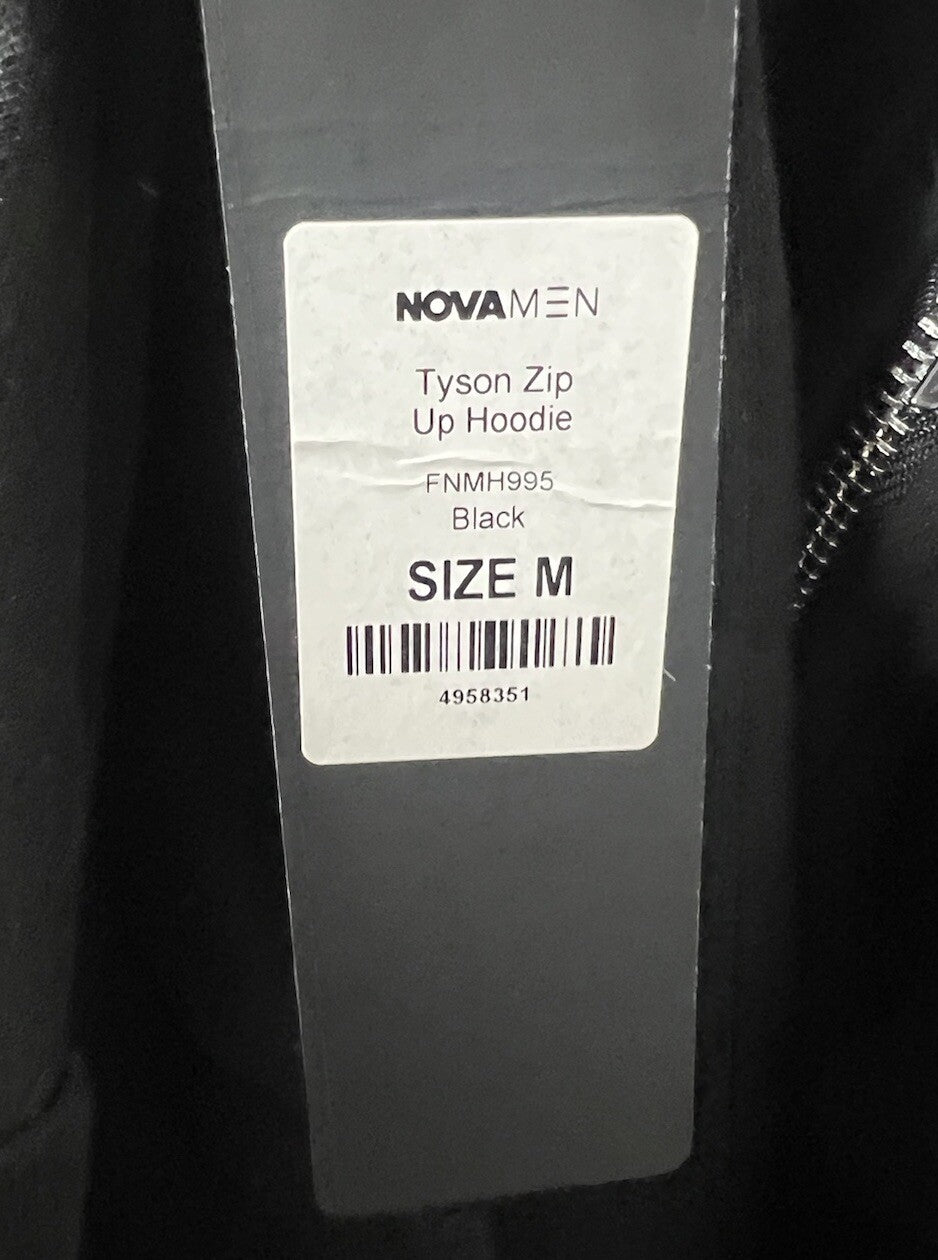 NOVAMEN
Tyson Zip
Up Hoodie
FNMH995
Black
SIZE M
4958351